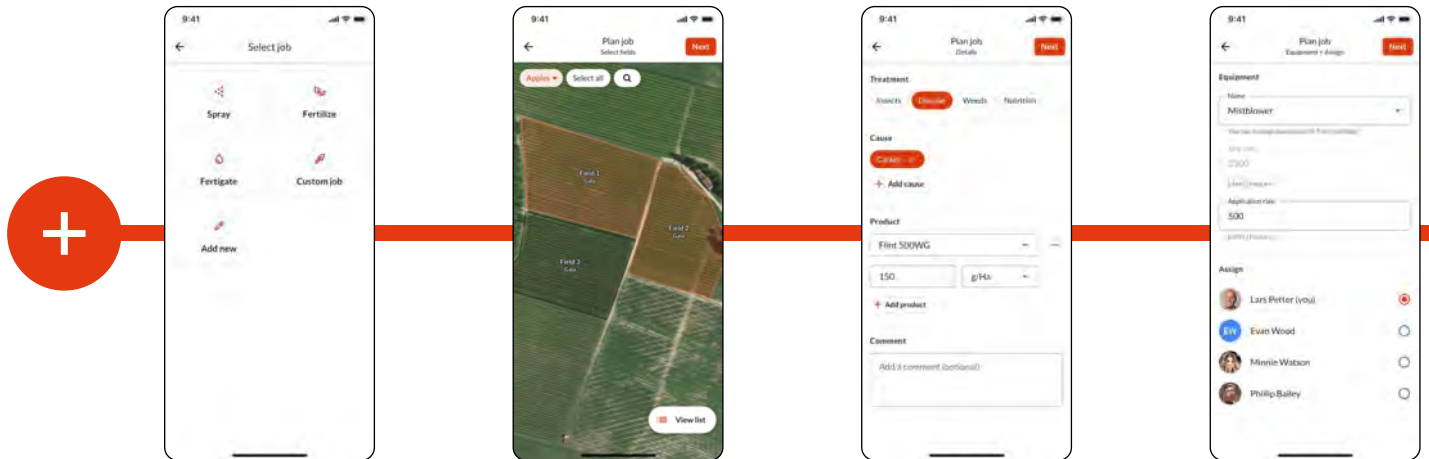 9:41
Select job
Spray
Fertilize
Fertigate
Custom job
Add new
9:41
Plan job
Select fields
Next
Apples
Select all
Field 1
Gala
Field 2
Gala
Field 3
Gala
View list
9:41
Plan job
Details
Next
Treatment
Insects
Disease
Weeds
Nutrition
Cause
+ Add cause
Product
Flint 500WG
150
g/Ha
+ Add product
Comment
Add a comment (optional)
9:41
Plan job
Equipment + Assign
Next
Equipment
Name
Mistblower
Application rate
500
Assign
Lars Petter (you)
EW
Evan Wood
Minnie Watson
Phillip Bailey